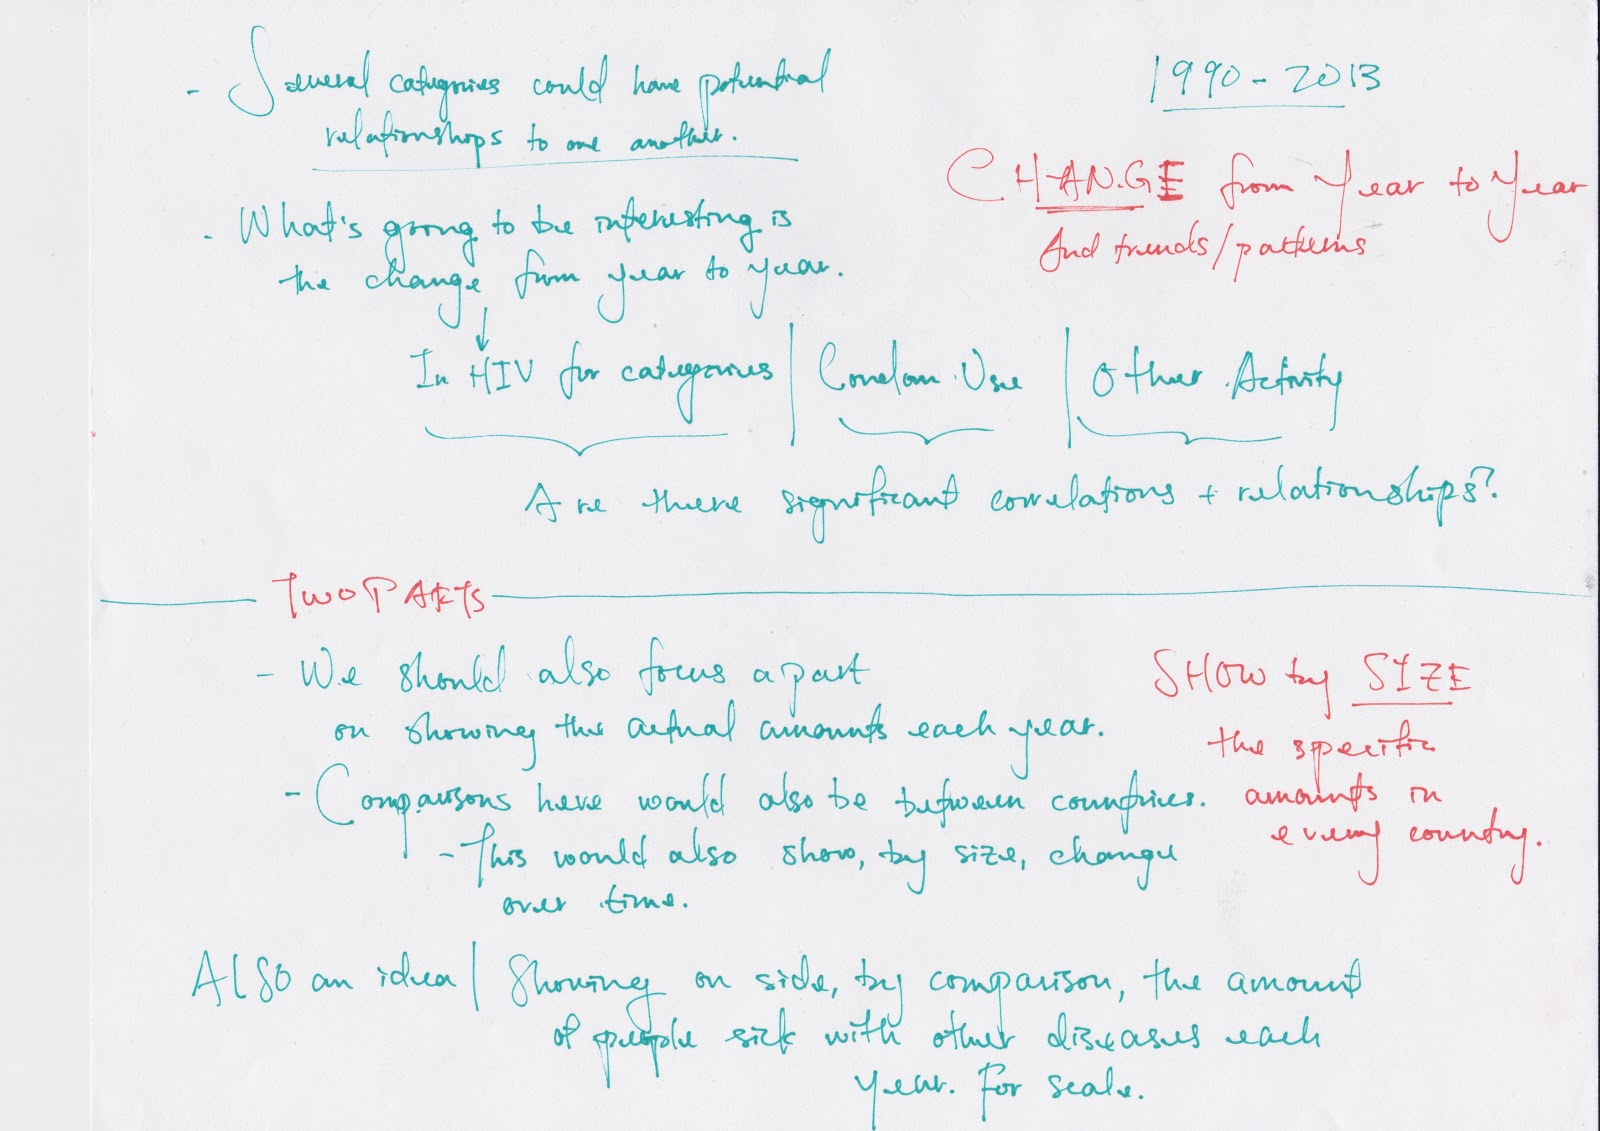 - Several categories could have potential
relationships to one another.
1990-2013
CHANGE from year to year
And trends/patterns
- What's going to be interesting is
the change from year to year.
In HIV for categories | Condom Use | Other Activity
Are there significant correlations + relationships?
TWO PARTS
- We should also focus a part
on showing the actual amounts each year.
- Comparisons here would also be between countries.
- This would also show, by size, change
over time.
SHOW by SIZE
the specific
amounts in
every country.
ALSO an idea | Showing on side, by comparison, the amount
of people sick with other diseases each
year. For scale.